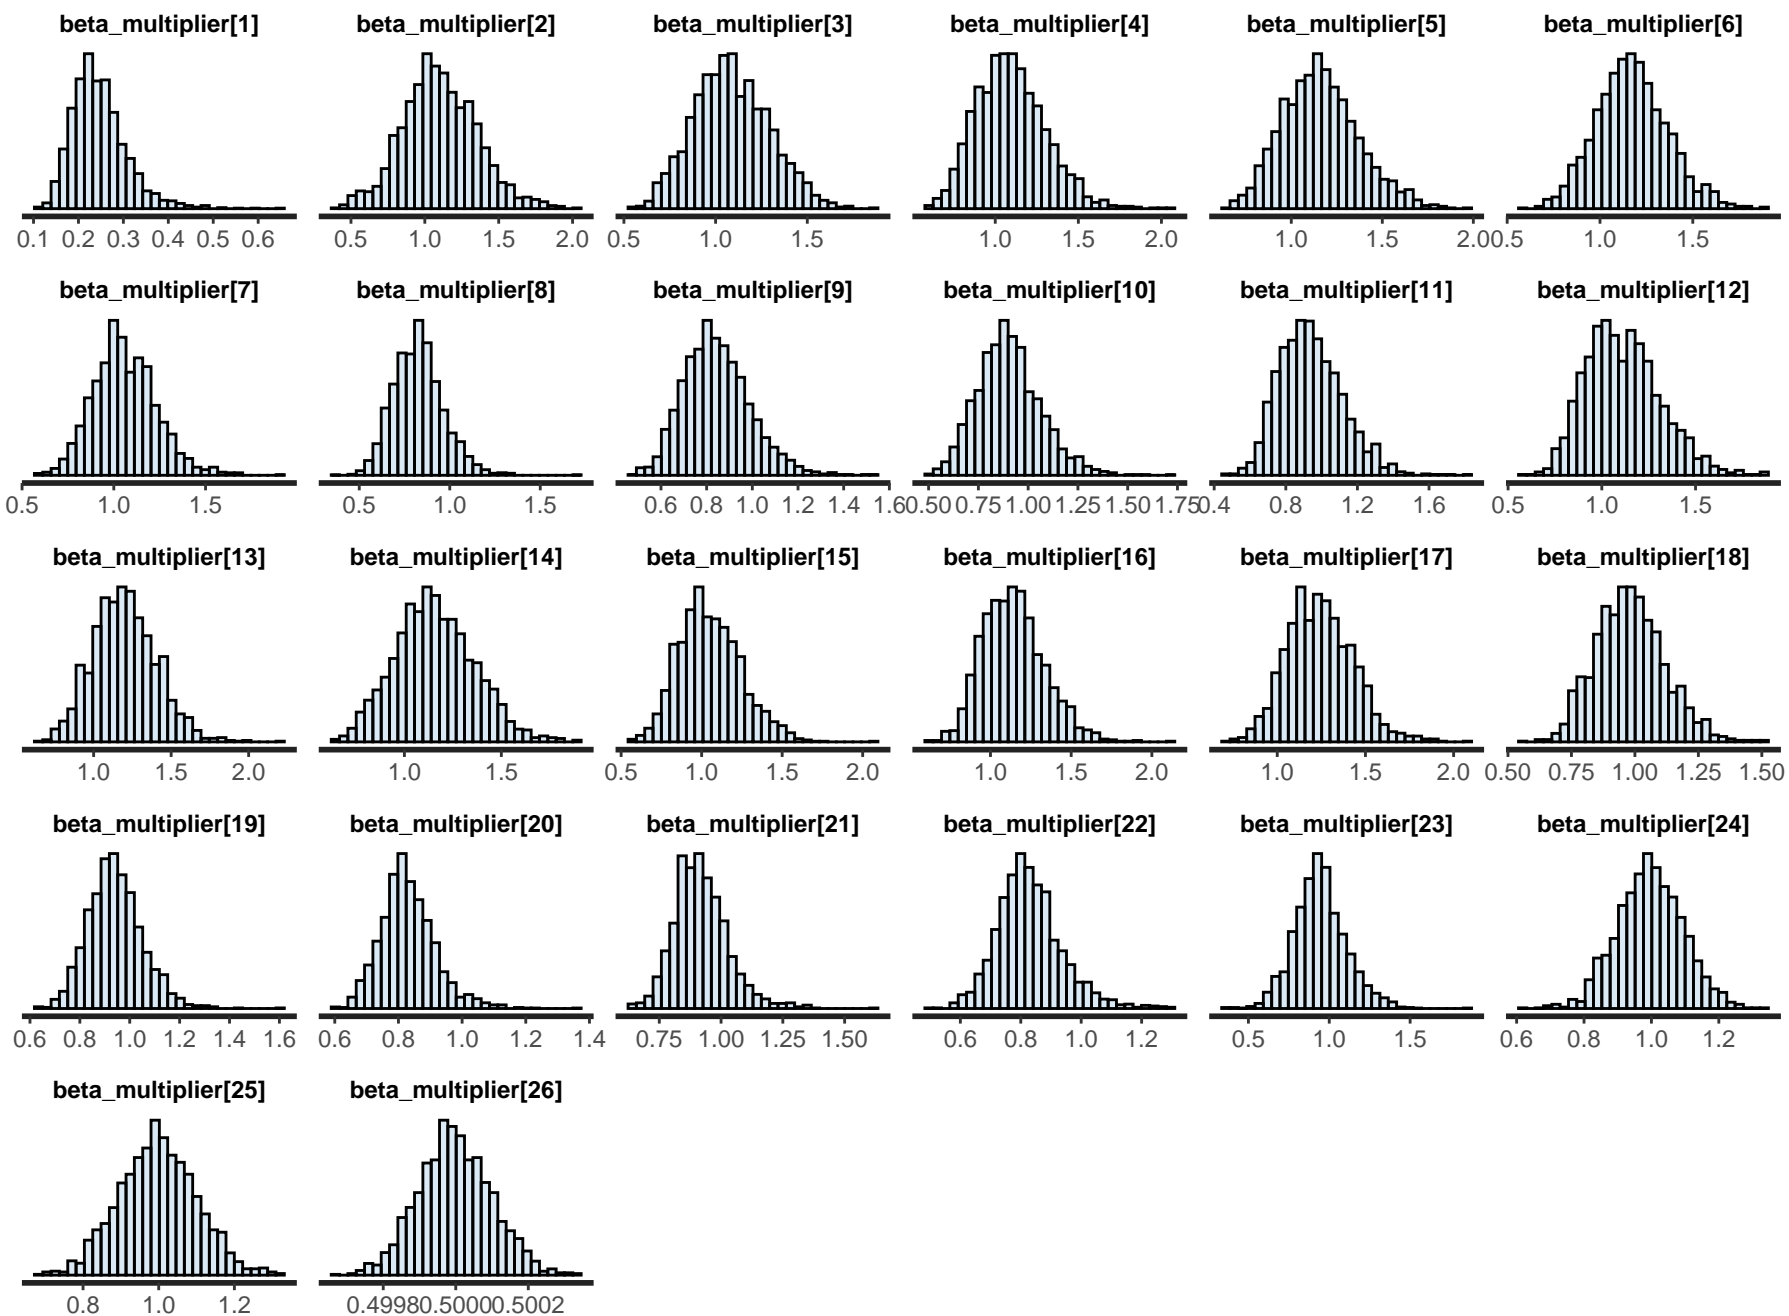 beta_multiplier[1] beta_multiplier[2] beta_multiplier[3] beta_multiplier[4] beta_multiplier[5] beta_multiplier[6]
0.1 0.2 0.3 0.4 0.5 0.6 0.5 1.0 1.5 2.0 0.5 1.0 1.5 1.0 1.5 2.0 1.0 1.5 2.0 0.5 1.0 1.5
beta_multiplier[7] beta_multiplier[8] beta_multiplier[9] beta_multiplier[10] beta_multiplier[11] beta_multiplier[12]
0.5 1.0 1.5 0.5 1.0 1.5 0.6 0.8 1.0 1.2 1.4 1.6 0.50 0.75 1.00 1.25 1.50 1.75 0.4 0.8 1.2 1.6 0.5 1.0 1.5
beta_multiplier[13] beta_multiplier[14] beta_multiplier[15] beta_multiplier[16] beta_multiplier[17] beta_multiplier[18]
1.0 1.5 2.0 1.0 1.5 0.5 1.0 1.5 2.0 1.0 1.5 2.0 1.0 1.5 2.0 0.50 0.75 1.00 1.25 1.50
beta_multiplier[19] beta_multiplier[20] beta_multiplier[21] beta_multiplier[22] beta_multiplier[23] beta_multiplier[24]
0.6 0.8 1.0 1.2 1.4 1.6 0.6 0.8 1.0 1.2 1.4 0.75 1.00 1.25 1.50 0.6 0.8 1.0 1.2 0.5 1.0 1.5 0.6 0.8 1.0 1.2
beta_multiplier[25] beta_multiplier[26]
0.8 1.0 1.2 0.4998 0.5000 0.5002